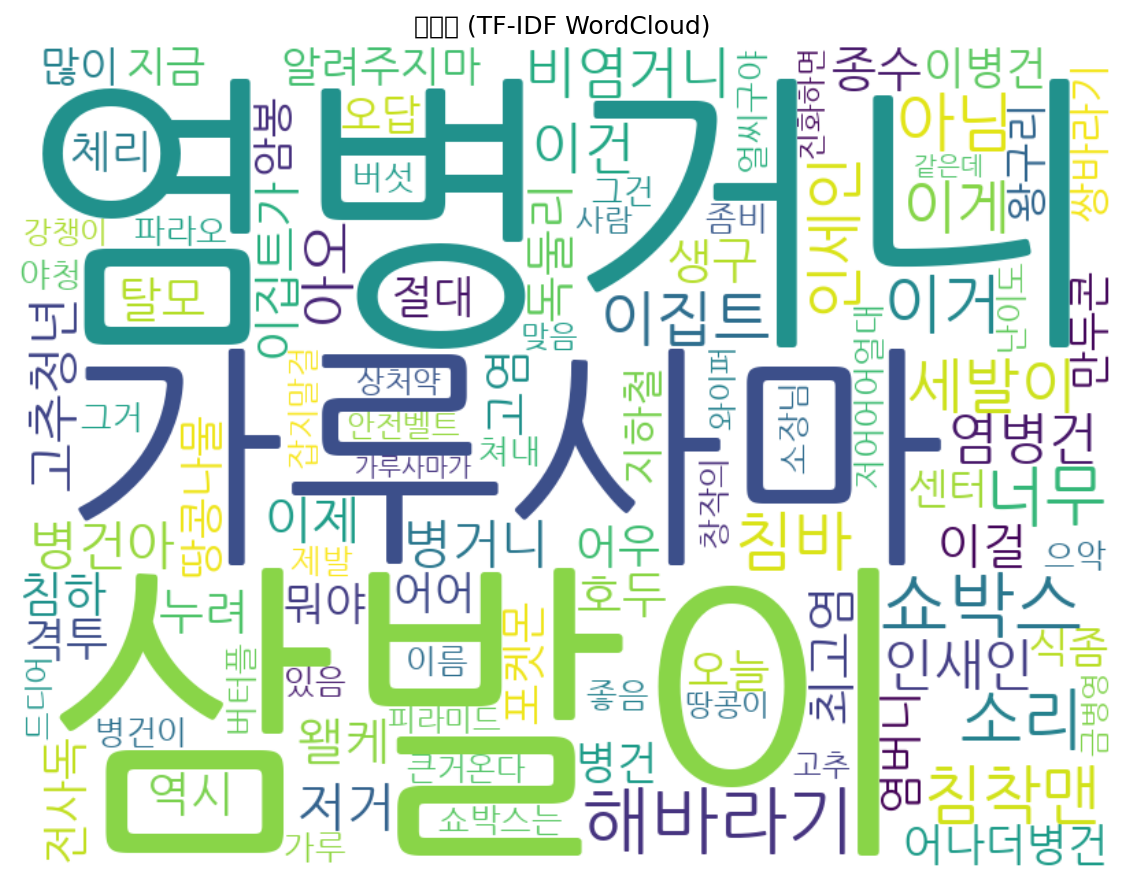 (TF-IDF WordCloud)
많이 지금 알려주지마 비염거니 얼씨구야 진화하면 종수 이병건 쌍바라기
염병거니
체리 암봉 오답 버섯 이건 그건 사람 좀비 인세인 아님 같은데 이게 왕구리
강챙이 파라오 야청 탈모 이집트가 아오 절대 독돌리 맞음 생구 이집트 이거 난이도 만두콘
가루사마
고추청년 그거 땅콩나물 잡지말걸 상처약 안전벨트 가루사마가 고염 쳐내 지하철 와이퍼 소장님 저어어어얼대 세발이 염병건
병건아 이제 제발 병거니 어우 창작의 침바 센터 너무 이걸 으악
삼발이
침하 격투 누려 뭐야 어어 호두 최고염 쇼박스
드디어 병건이 버터플 있음 이름 포켓몬 좋음 오늘 땅콩이 인새인 식좀
전사독 역시 왤케 피라미드 큰거온다 병건 고추 염버니 소리 금병영
가루 저거 쇼박스는 해바라기 침착맨 어나더병건